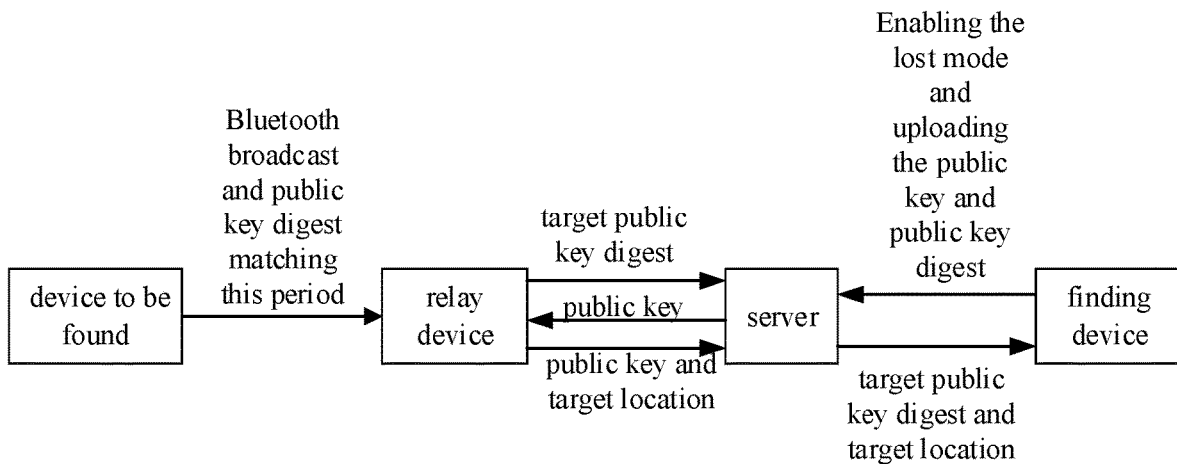 device to be
found
Bluetooth
broadcast
and public
key digest
matching
this period
relay
device
target public
key digest
public key
public key and
target location
server
Enabling the
lost mode
and
uploading
the public
key and
public key
digest
target public
key digest and
target location
finding
device